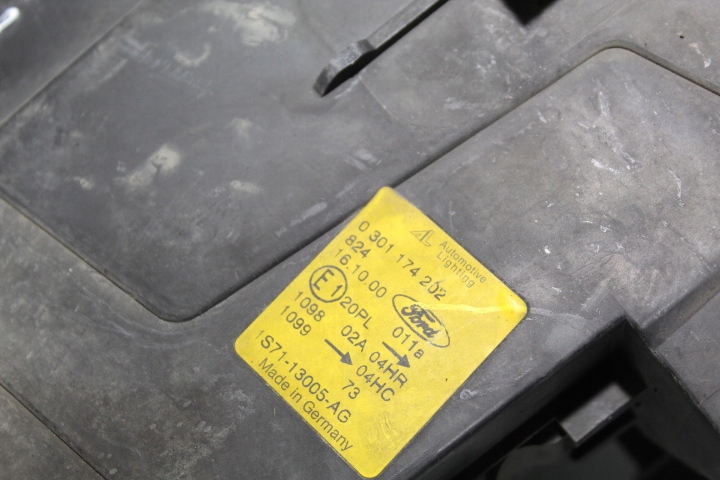 AL Automotive
Lighting
0 301 174 202
824
16.10.00
Ford
E1 20PL 011a
1098 02A 04HR
1099 04HC
73
1S71-13005-AG
Made in Germany